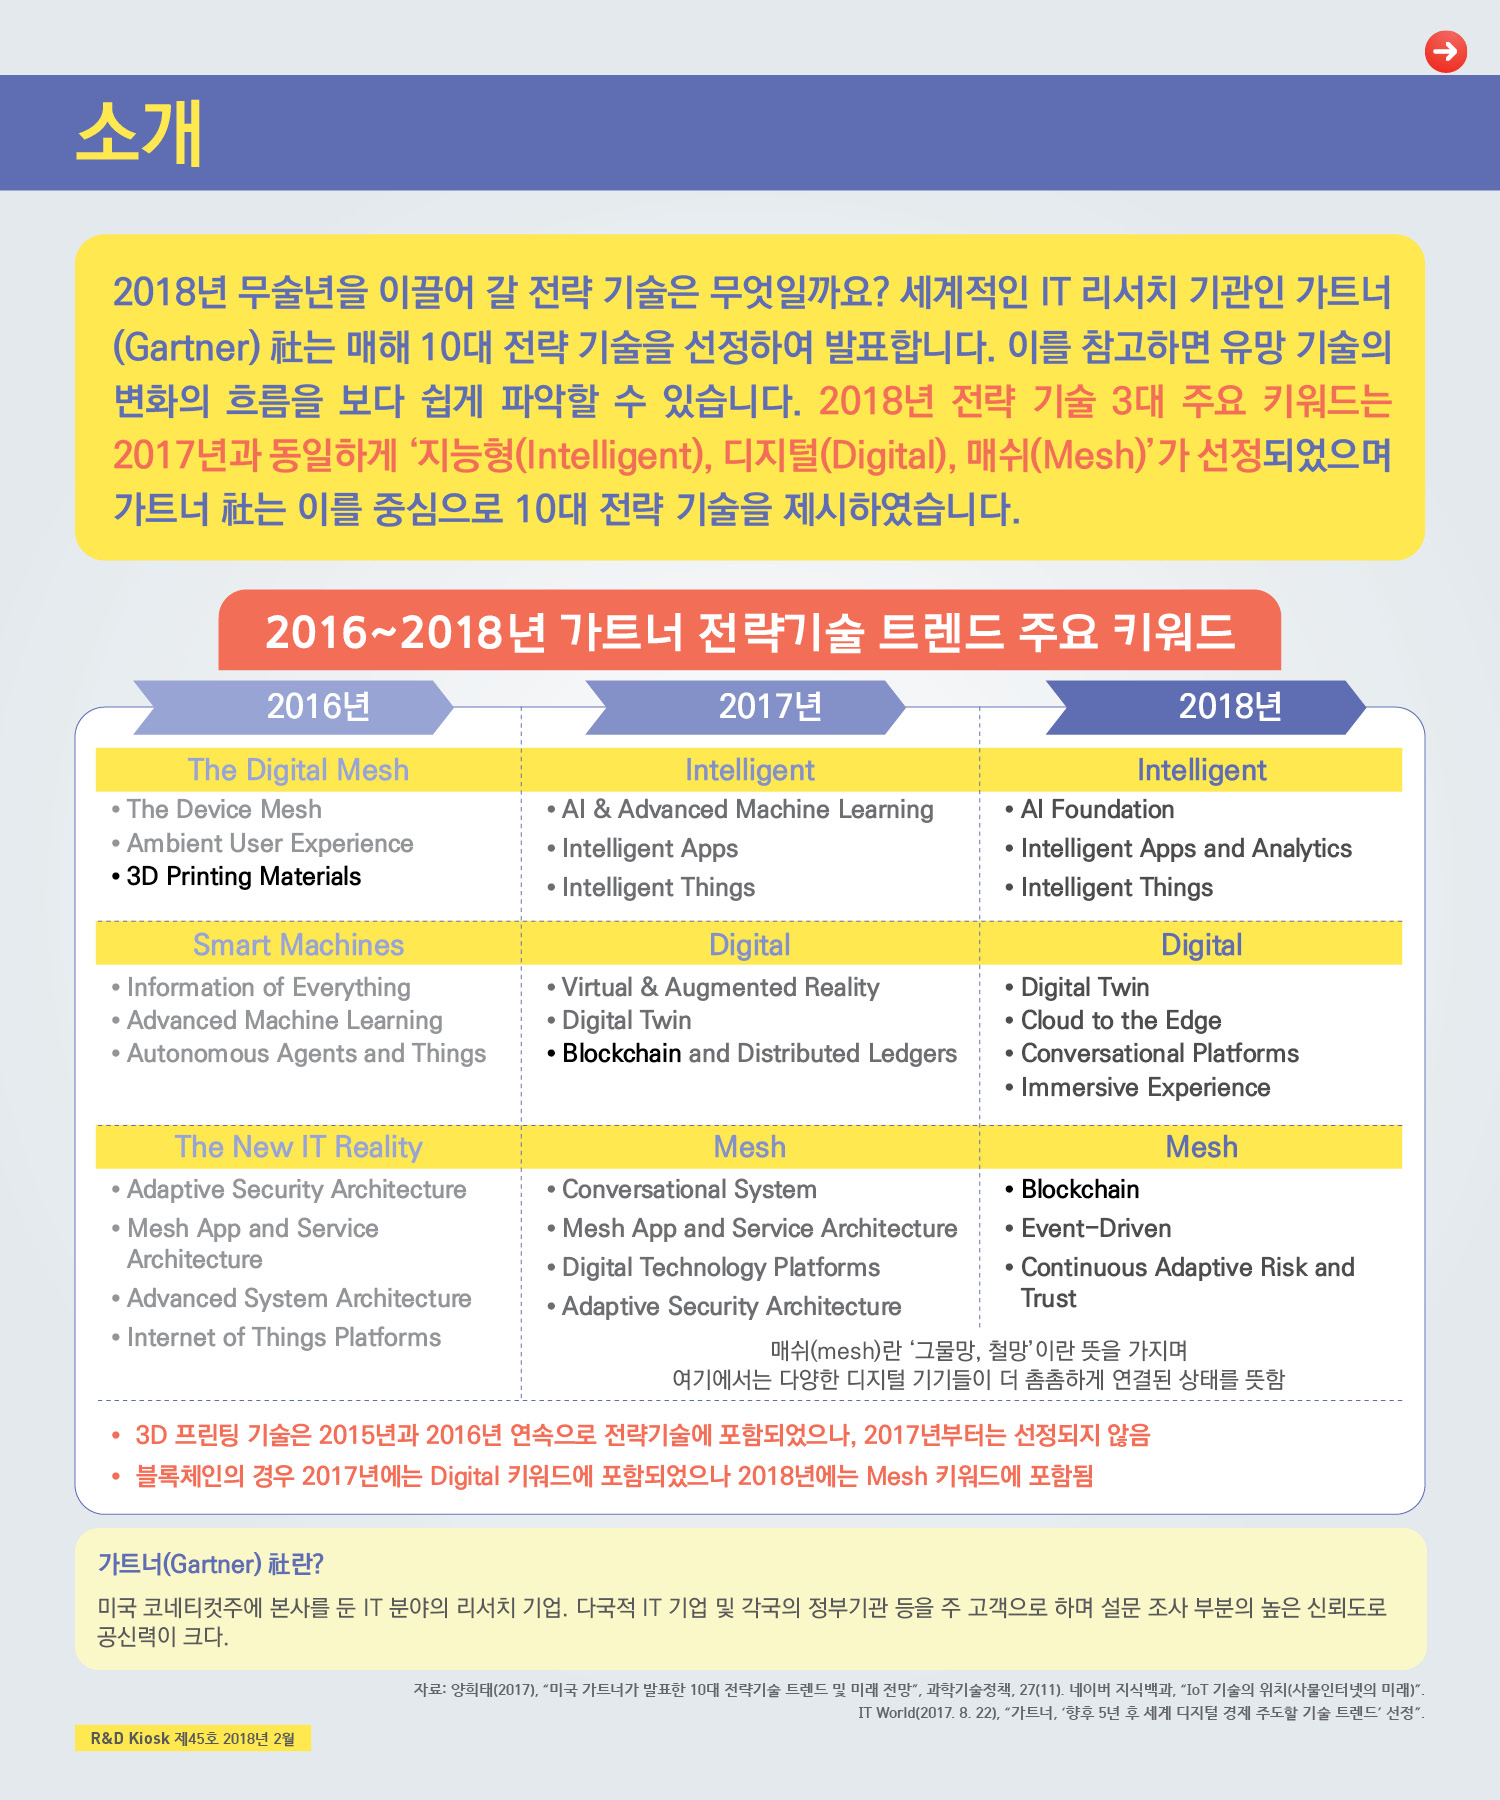 소개
2018년 무술년을 이끌어 갈 전략 기술은 무엇일까요? 세계적인 IT 리서치 기관인 가트너
(Gartner) 社는 매해 10대 전략 기술을 선정하여 발표합니다. 이를 참고하면 유망 기술의
변화의 흐름을 보다 쉽게 파악할 수 있습니다. 2018년 전략 기술 3대 주요 키워드는
2017년과 동일하게 ‘지능형(Intelligent), 디지털(Digital), 매쉬(Mesh)’가 선정되었으며
가트너 社는 이를 중심으로 10대 전략 기술을 제시하였습니다.
2016~2018년 가트너 전략기술 트렌드 주요 키워드
2016년
The Digital Mesh
• The Device Mesh
• Ambient User Experience
• 3D Printing Materials
Smart Machines
• Information of Everything
• Advanced Machine Learning
• Autonomous Agents and Things
The New IT Reality
• Adaptive Security Architecture
• Mesh App and Service
Architecture
• Advanced System Architecture
• Internet of Things Platforms
2017년
Intelligent
• AI & Advanced Machine Learning
• Intelligent Apps
• Intelligent Things
Digital
• Virtual & Augmented Reality
• Digital Twin
• Blockchain and Distributed Ledgers
Mesh
• Conversational System
• Mesh App and Service Architecture
• Digital Technology Platforms
• Adaptive Security Architecture
2018년
Intelligent
• AI Foundation
• Intelligent Apps and Analytics
• Intelligent Things
Digital
• Digital Twin
• Cloud to the Edge
• Conversational Platforms
• Immersive Experience
Mesh
• Blockchain
• Event-Driven
• Continuous Adaptive Risk and
Trust
매쉬(mesh)란 ‘그물망, 철망’이란 뜻을 가지며
여기에서는 다양한 디지털 기기들이 더 촘촘하게 연결된 상태를 뜻함
• 3D 프린팅 기술은 2015년과 2016년 연속으로 전략기술에 포함되었으나, 2017년부터는 선정되지 않음
• 블록체인의 경우 2017년에는 Digital 키워드에 포함되었으나 2018년에는 Mesh 키워드에 포함됨
가트너(Gartner) 社란?
미국 코네티컷주에 본사를 둔 IT 분야의 리서치 기업. 다국적 IT 기업 및 각국의 정부기관 등을 주 고객으로 하며 설문 조사 부분의 높은 신뢰도로
공신력이 크다.
자료: 양희태(2017), “미국 가트너가 발표한 10대 전략기술 트렌드 및 미래 전망”, 과학기술정책, 27(11). 네이버 지식백과, “IoT 기술의 위치(사물인터넷의 미래)”.
IT World(2017. 8. 22), “가트너, ‘향후 5년 후 세계 디지털 경제 주도할 기술 트렌드’ 선정”.
R&D Kiosk 제45호 2018년 2월